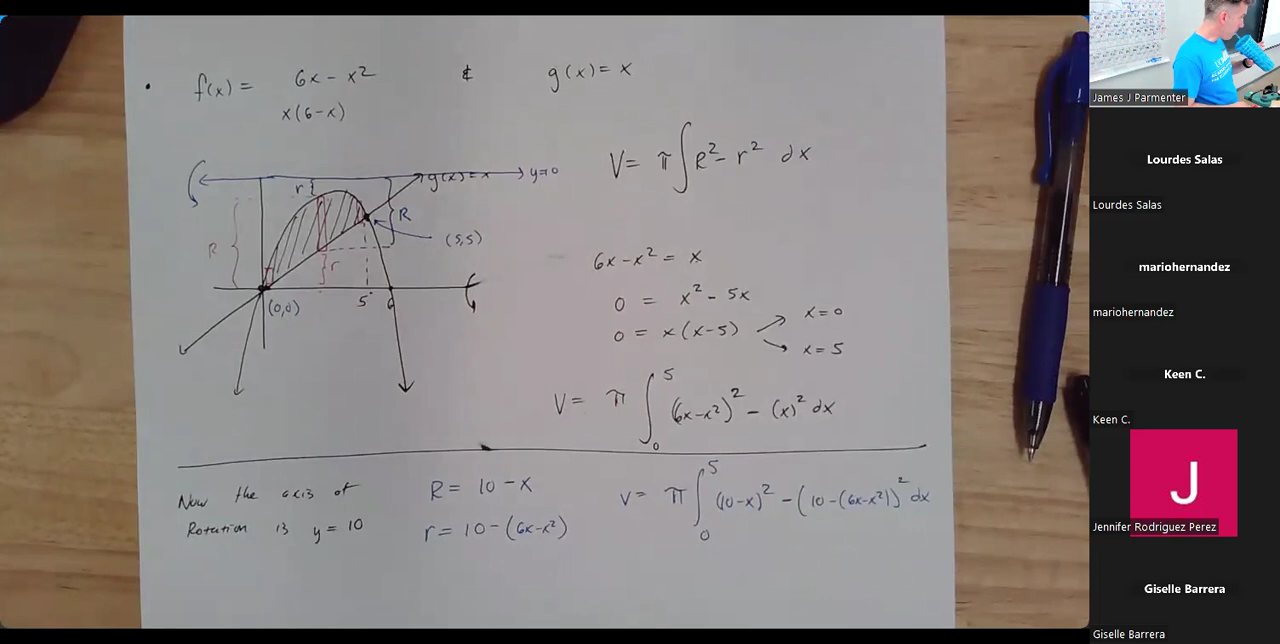 f(x) = 6x - x² & g(x) = x
x(6-x)
V = π∫R² - r² dx
r
g(x) = x
y=10
R
R
(5,5)
r
(0,0)
5
6
6x - x² = x
0 = x² - 5x
0 = x(x-5)
x=0
x=5
V = π∫₀⁵ (6x-x²)² - (x)² dx
Now the axis of
Rotation is y = 10
R = 10 - x
r = 10 - (6x-x²)
V = π∫₀⁵ (10-x)² - (10-(6x-x²))² dx
James J Parmenter
Lourdes Salas
Lourdes Salas
mariohernandez
mariohernandez
Keen C.
Keen C.
J
Jennifer Rodriguez Perez
Giselle Barrera
Giselle Barrera